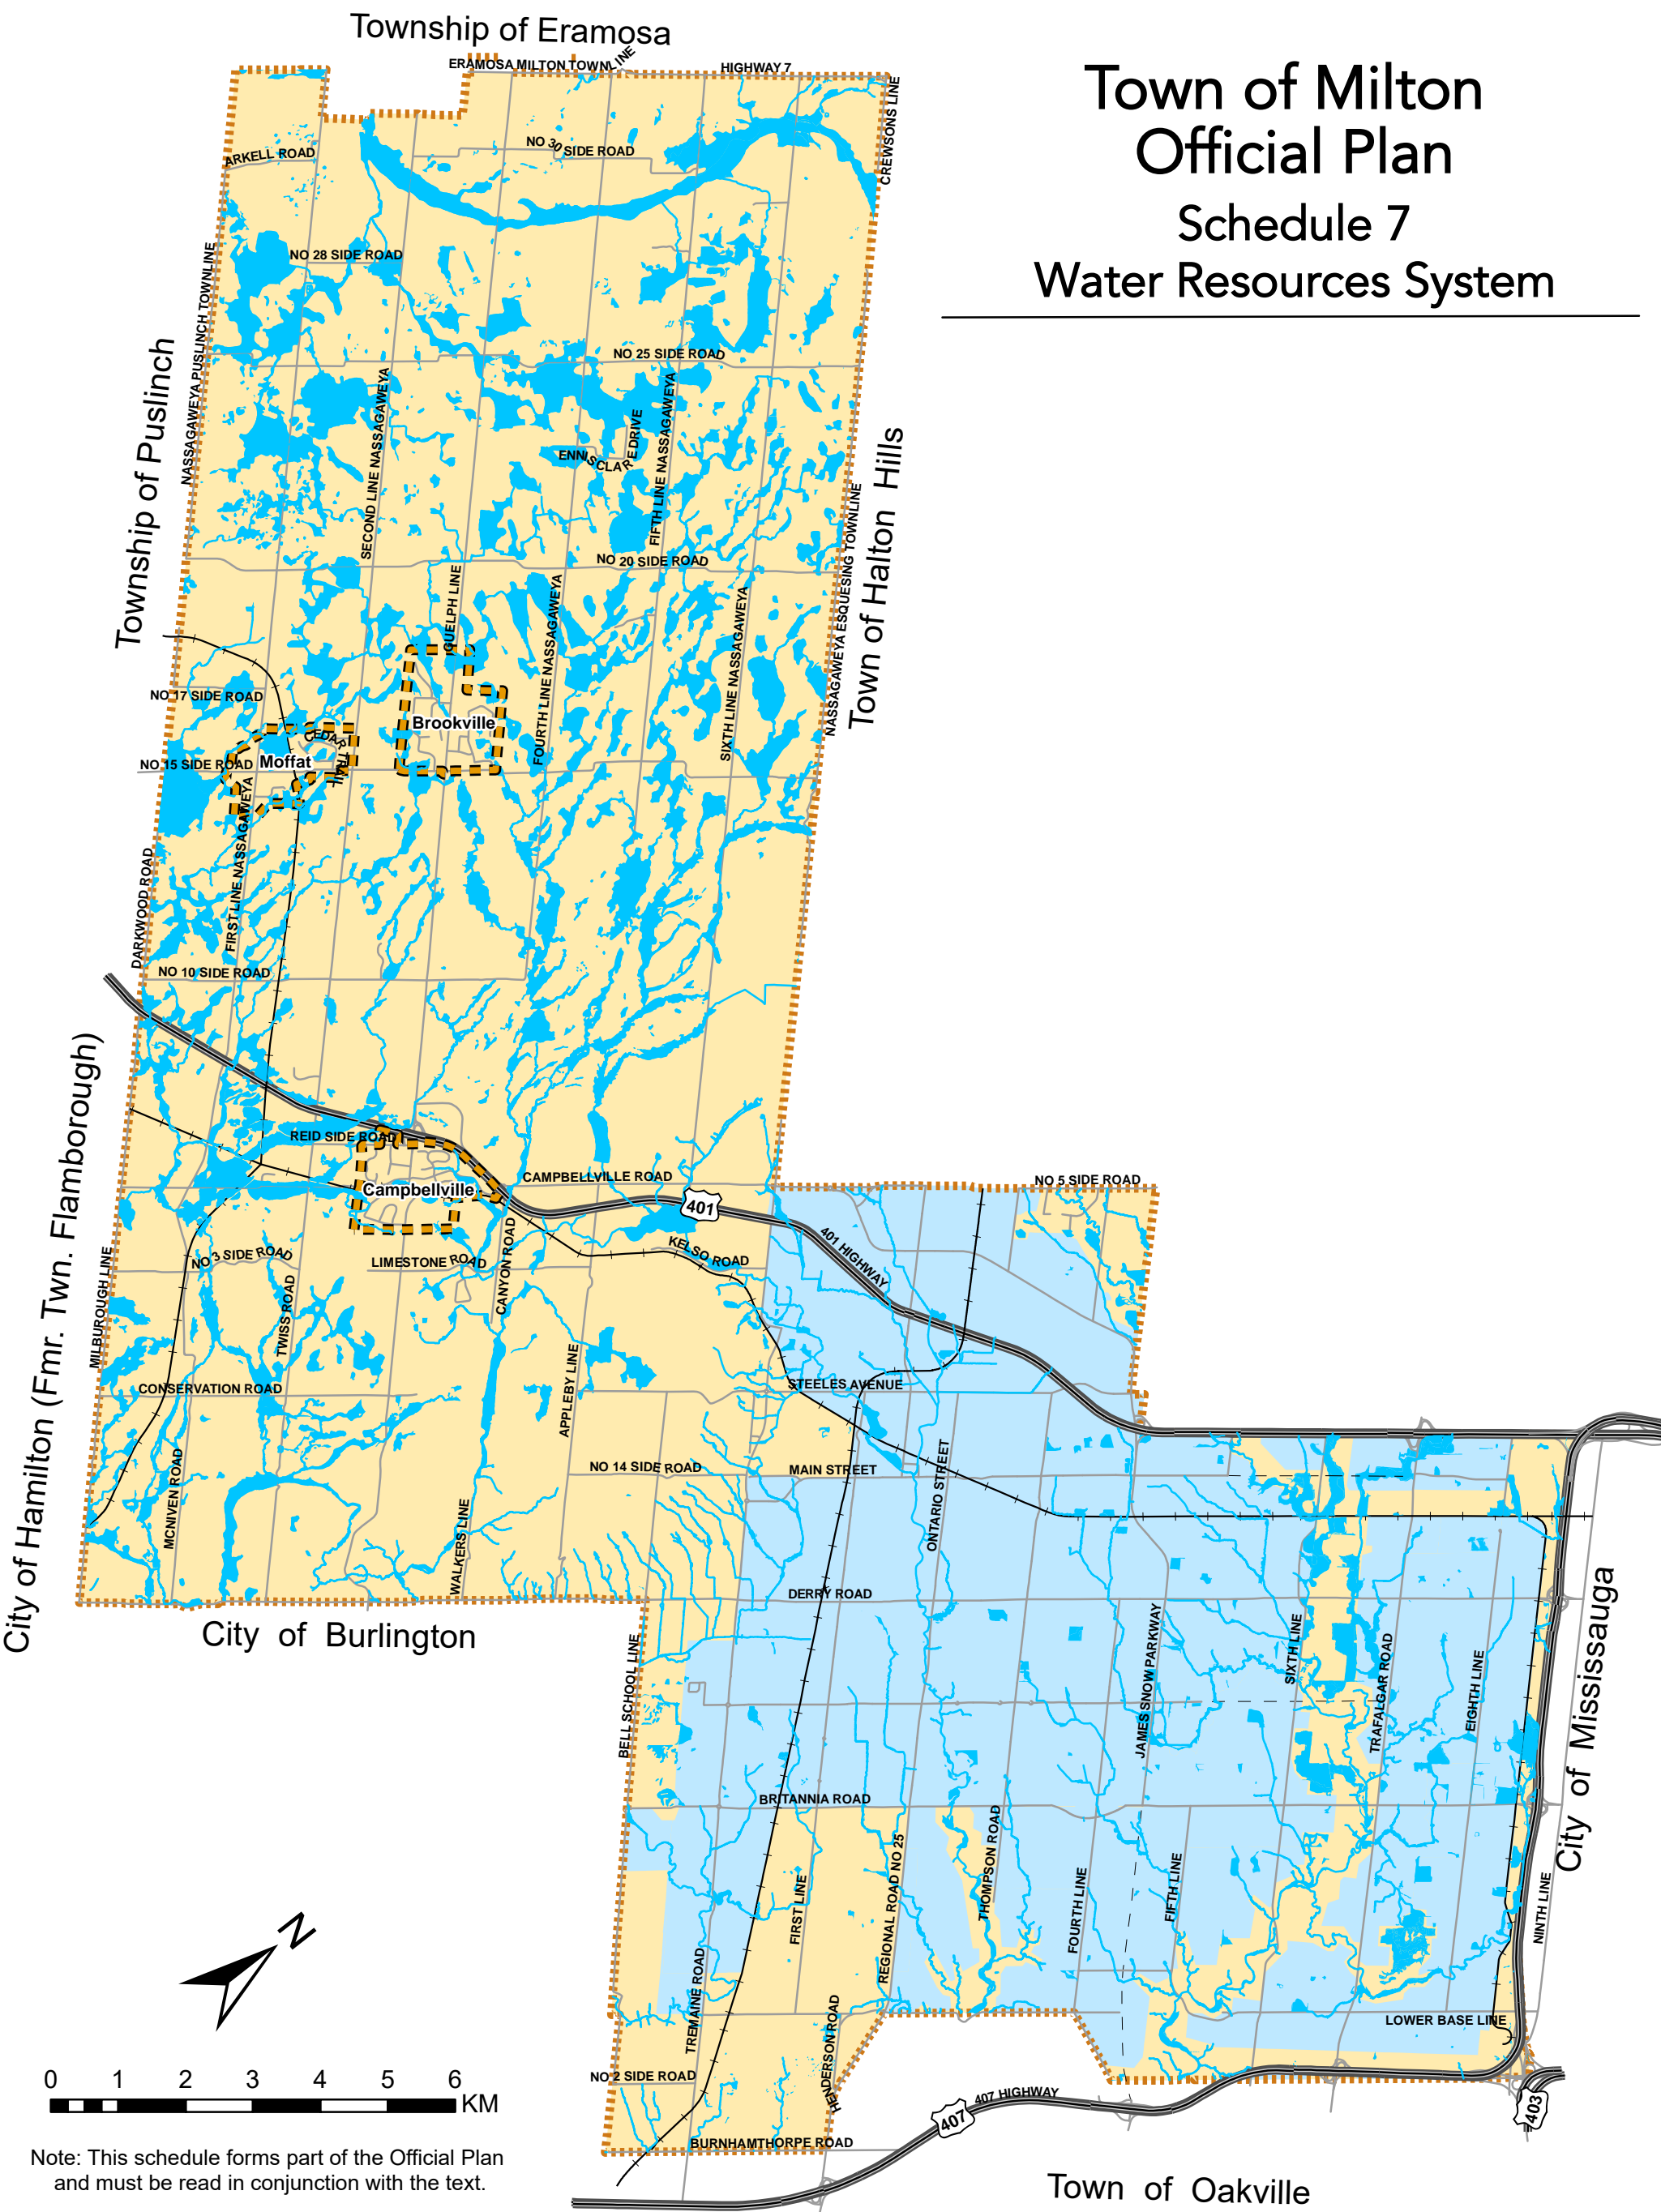 Township of Eramosa
Town of Milton
Official Plan
Schedule 7
Water Resources System
ERAMOSA MILTON TOWNLINE
HIGHWAY 7
CREWSONS LINE
ARKELL ROAD
NO 30 SIDE ROAD
NO 28 SIDE ROAD
NASSAGAWEYA PUSLINCH TOWNLINE
Township of Puslinch
NO 25 SIDE ROAD
SECOND LINE NASSAGAWEYA
ENNISCLARE DRIVE
FIFTH LINE NASSAGAWEYA
Town of Halton Hills
NASSAGAWEYA ESQUESING TOWNLINE
NO 20 SIDE ROAD
GUELPH LINE
FOURTH LINE NASSAGAWEYA
SIXTH LINE NASSAGAWEYA
NO 17 SIDE ROAD
Brookville
CEDAR TRAIL
Moffat
NO 15 SIDE ROAD
FIRST LINE NASSAGAWEYA
DARKWOOD ROAD
NO 10 SIDE ROAD
City of Hamilton (Fmr. Twn. Flamborough)
REID SIDE ROAD
CAMPBELLVILLE ROAD
NO 5 SIDE ROAD
Campbellville
401
401 HIGHWAY
KELSO ROAD
NO 3 SIDE ROAD
LIMESTONE ROAD
CANYON ROAD
MILBOROUGH LINE
TWISS ROAD
APPLEBY LINE
CONSERVATION ROAD
STEELES AVENUE
MCNIVEN ROAD
NO 14 SIDE ROAD
MAIN STREET
ONTARIO STREET
WALKERS LINE
DERRY ROAD
City of Burlington
BELL SCHOOL LINE
JAMES SNOW PARKWAY
SIXTH LINE
TRAFALGAR ROAD
EIGHTH LINE
City of Mississauga
BRITANNIA ROAD
FIRST LINE
REGIONAL ROAD NO 25
THOMPSON ROAD
FOURTH LINE
FIFTH LINE
NINTH LINE
TREMAINE ROAD
HENDERSON ROAD
LOWER BASE LINE
N
NO 2 SIDE ROAD
407 HIGHWAY
407
403
BURNHAMTHORPE ROAD
0 1 2 3 4 5 6
KM
Note: This schedule forms part of the Official Plan
and must be read in conjunction with the text.
Town of Oakville